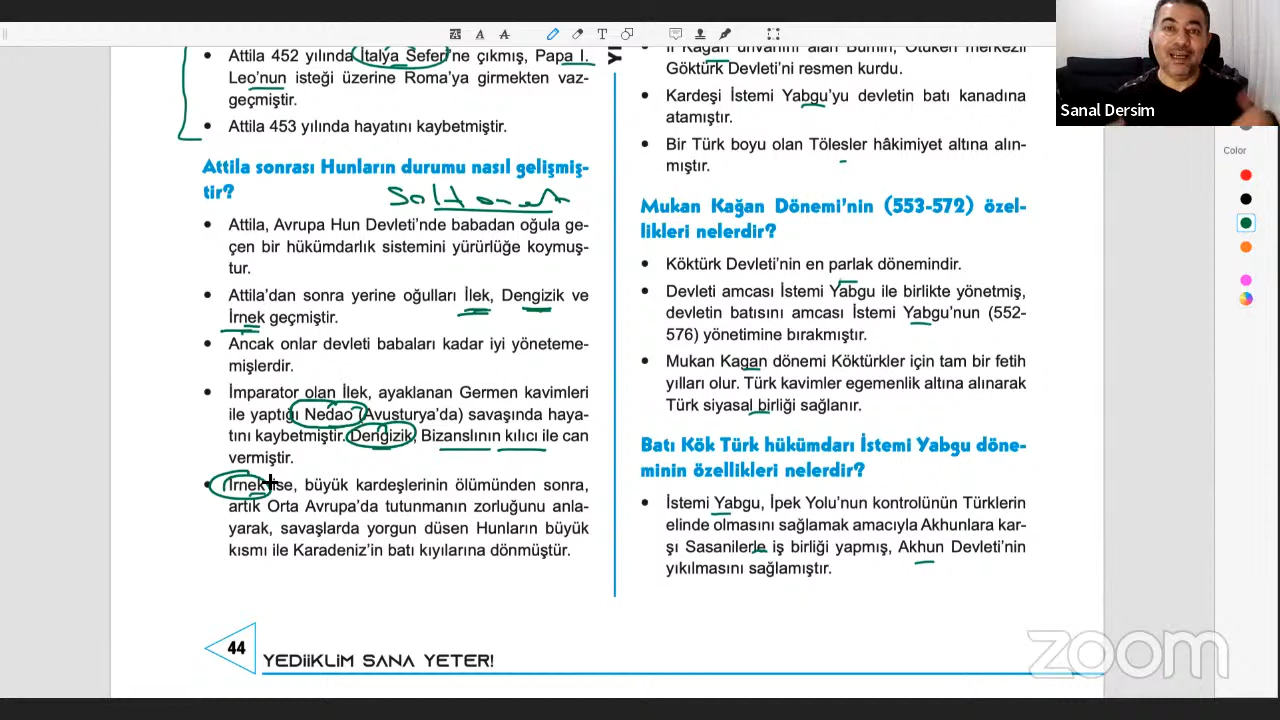 Attila 452 yılında İtalya Seferi'ne çıkmış, Papa I.
Leo'nun isteği üzerine Roma'ya girmekten vaz-
geçmiştir.
Attila 453 yılında hayatını kaybetmiştir.
Attila sonrası Hunların durumu nasıl gelişmiş-
tir?
Saltanat
Attila, Avrupa Hun Devleti'nde babadan oğula ge-
çen bir hükümdarlık sistemini yürürlüğe koymuş-
tur.
Attila'dan sonra yerine oğulları İlek, Dengizik ve
İrnek geçmiştir.
Ancak onlar devleti babaları kadar iyi yöneteme-
mişlerdir.
İmparator olan İlek, ayaklanan Germen kavimleri
ile yaptığı Nedao (Avusturya'da) savaşında haya-
tını kaybetmiştir. Dengizik, Bizanslının kılıcı ile can
vermiştir.
İrnek ise, büyük kardeşlerinin ölümünden sonra,
artık Orta Avrupa'da tutunmanın zorluğunu anla-
yarak, savaşlarda yorgun düsen Hunların büyük
kısmı ile Karadeniz'in batı kıyılarına dönmüştür.
44
YEDİİKLİM SANA YETER!
İl Kağan unvanını alan Bumin, Ötüken merkezli
Göktürk Devleti'ni resmen kurdu.
Kardeşi İstemi Yabgu'yu devletin batı kanadına
atamıştır.
Bir Türk boyu olan Tölesler hâkimiyet altına alın-
mıştır.
Mukan Kağan Dönemi'nin (553-572) özel-
likleri nelerdir?
Köktürk Devleti'nin en parlak dönemindir.
Devleti amcası İstemi Yabgu ile birlikte yönetmiş,
devletin batısını amcası İstemi Yabgu'nun (552-
576) yönetimine bırakmıştır.
Mukan Kagan dönemi Köktürkler için tam bir fetih
yılları olur. Türk kavimler egemenlik altına alınarak
Türk siyasal birliği sağlanır.
Batı Kök Türk hükümdarı İstemi Yabgu döne-
minin özellikleri nelerdir?
İstemi Yabgu, İpek Yolu'nun kontrolünün Türklerin
elinde olmasını sağlamak amacıyla Akhunlara kar-
şı Sasanilerle iş birliği yapmış, Akhun Devleti'nin
yıkılmasını sağlamıştır.
Sanal Dersim
Color
zoom